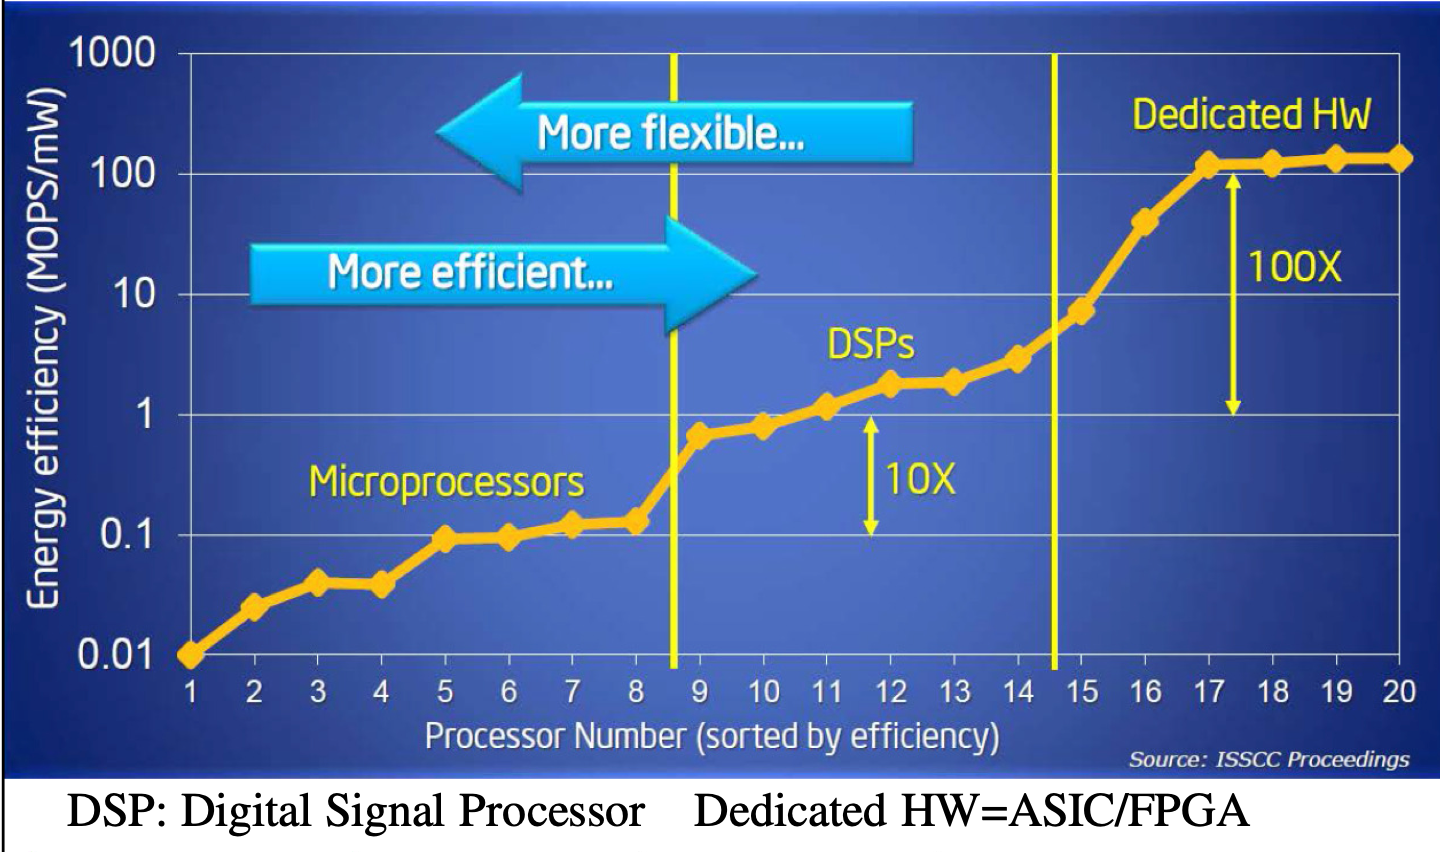 1000
100
10
1
0.1
0.01
Energy efficiency (MOPS/mW)
More flexible...
More efficient...
Dedicated HW
100X
DSPs
10X
Microprocessors
1 2 3 4 5 6 7 8 9 10 11 12 13 14 15 16 17 18 19 20
Processor Number (sorted by efficiency)
Source: ISSCC Proceedings
DSP: Digital Signal Processor Dedicated HW=ASIC/FPGA